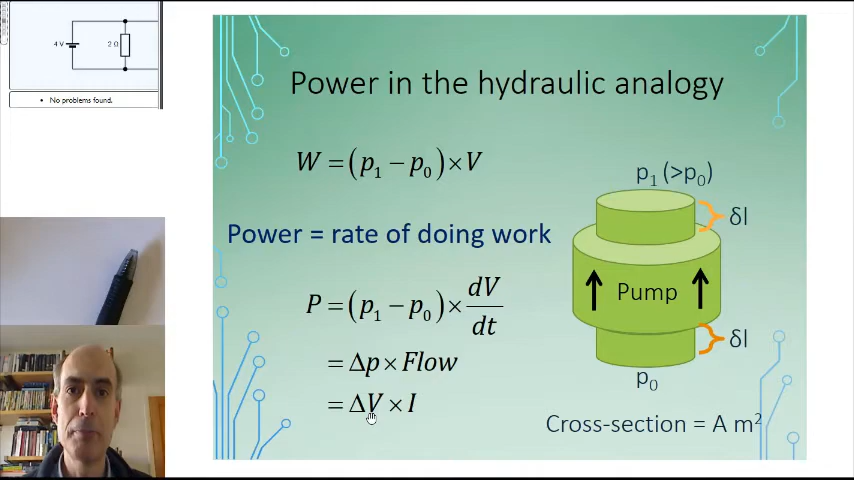 4 V
2 Ω
• No problems found.
Power in the hydraulic analogy
W = (p₁ − p₀) × V
Power = rate of doing work
P = (p₁ − p₀) × dV/dt
= Δp × Flow
= ΔV × I
p₁ (>p₀)
δl
Pump
δl
p₀
Cross-section = A m²